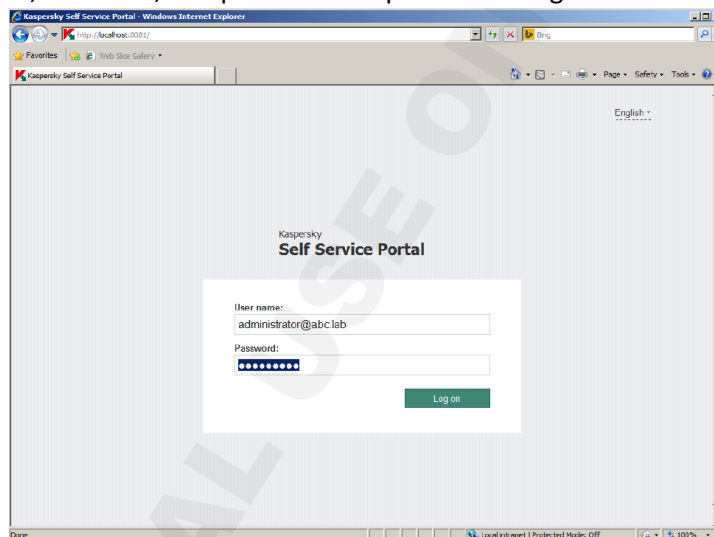 Kaspersky Self Service Portal - Windows Internet Explorer
http://localhost:8081/
Bing
Favorites Web Slice Gallery
Kaspersky Self Service Portal
Page Safety Tools
English
Kaspersky
Self Service Portal
User name:
administrator@abc.lab
Password:
Log on
AL USE O
Done
Local intranet | Protected Mode: Off
100%